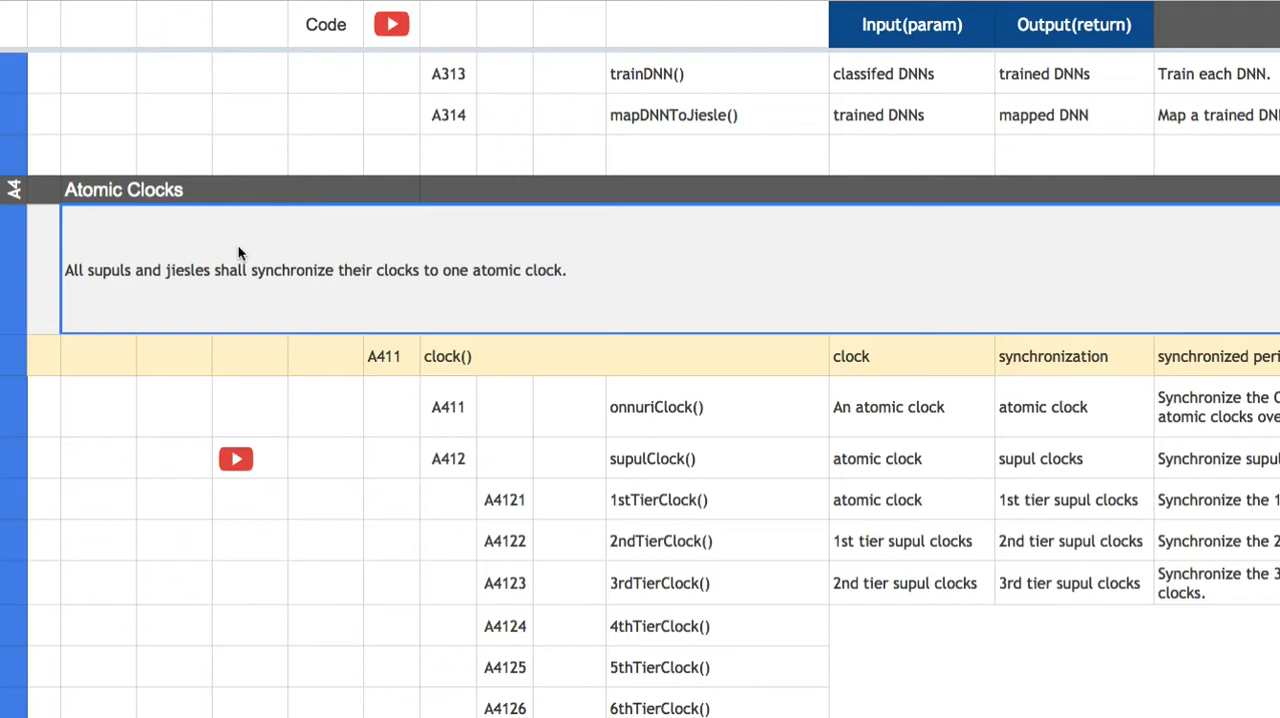 Code Input(param) Output(return)
A313 trainDNN() classifed DNNs trained DNNs Train each DNN.
A314 mapDNNToJiesle() trained DNNs mapped DNN Map a trained DN
A4 Atomic Clocks
All supuls and jiesles shall synchronize their clocks to one atomic clock.
A411 clock() clock synchronization synchronized peri
A411 onnuriClock() An atomic clock atomic clock Synchronize the
atomic clocks ove
A412 supulClock() atomic clock supul clocks Synchronize supul
A4121 1stTierClock() atomic clock 1st tier supul clocks Synchronize the 1
A4122 2ndTierClock() 1st tier supul clocks 2nd tier supul clocks Synchronize the 2
A4123 3rdTierClock() 2nd tier supul clocks 3rd tier supul clocks Synchronize the 3
clocks.
A4124 4thTierClock()
A4125 5thTierClock()
A4126 6thTierClock()